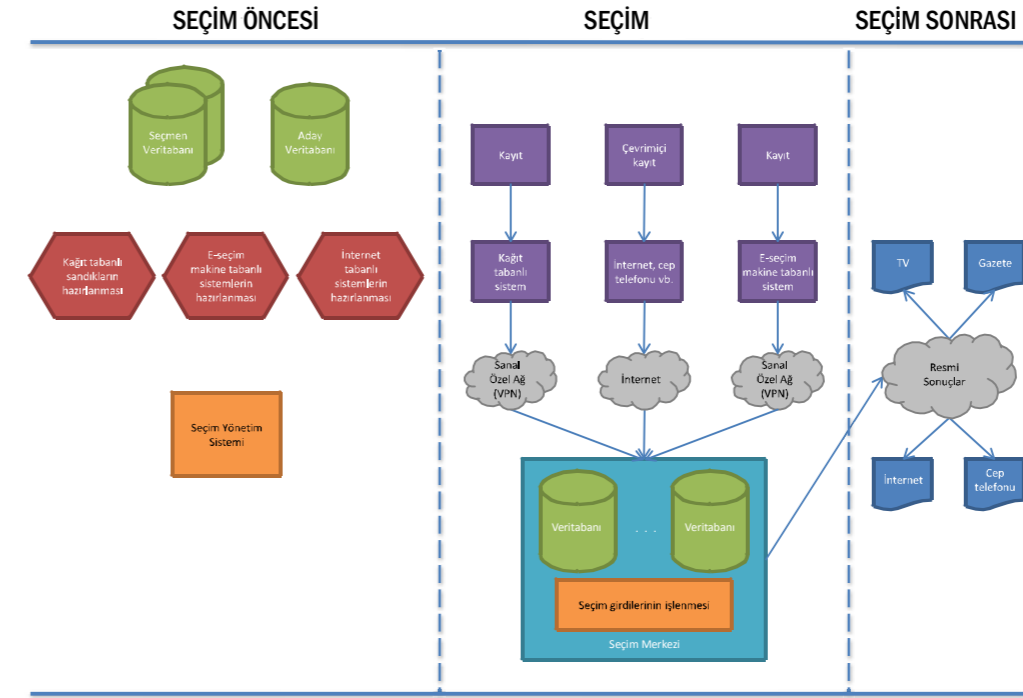 SEÇİM ÖNCESİ
SEÇİM
SEÇİM SONRASI
Seçmen
Veritabanı
Aday
Veritabanı
Kağıt tabanlı
sandıkların
hazırlanması
E-seçim
makine tabanlı
sistemlerin
hazırlanması
İnternet
tabanlı
sistemlerin
hazırlanması
Seçim Yönetim
Sistemi
Kayıt
Çevrimiçi
kayıt
Kayıt
Kağıt
tabanlı
sistem
İnternet, cep
telefonu vb.
E-seçim
makine tabanlı
sistem
Sanal
Özel Ağ
(VPN)
İnternet
Sanal
Özel Ağ
(VPN)
Veritabanı
. . .
Veritabanı
Seçim girdilerinin işlenmesi
Seçim Merkezi
TV
Gazete
Resmi
Sonuçlar
İnternet
Cep
telefonu